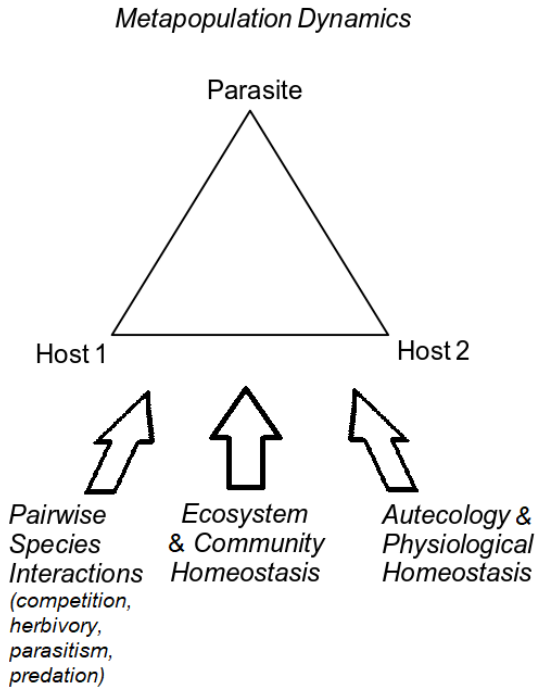 Metapopulation Dynamics
Parasite
Host 1
Host 2
Pairwise
Species
Interactions
(competition,
herbivory,
parasitism,
predation)
Ecosystem
& Community
Homeostasis
Autecology &
Physiological
Homeostasis